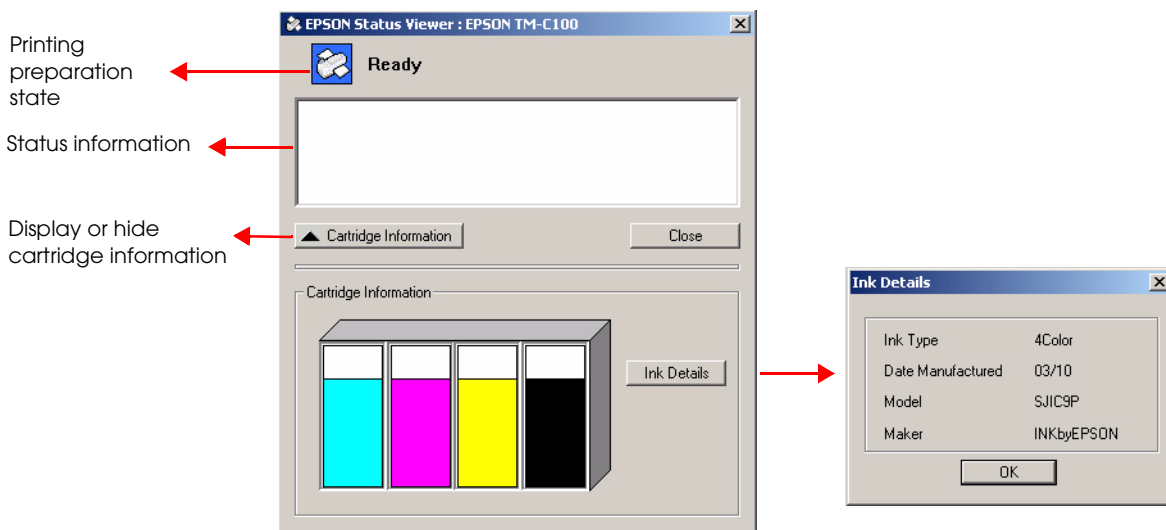 EPSON Status Viewer : EPSON TM-C100
Printing
preparation
state
Ready
Status information
Display or hide
cartridge information
Cartridge Information
Close
Cartridge Information
Ink Details
Ink Details
Ink Type 4Color
Date Manufactured 03/10
Model SJIC9P
Maker INKbyEPSON
OK